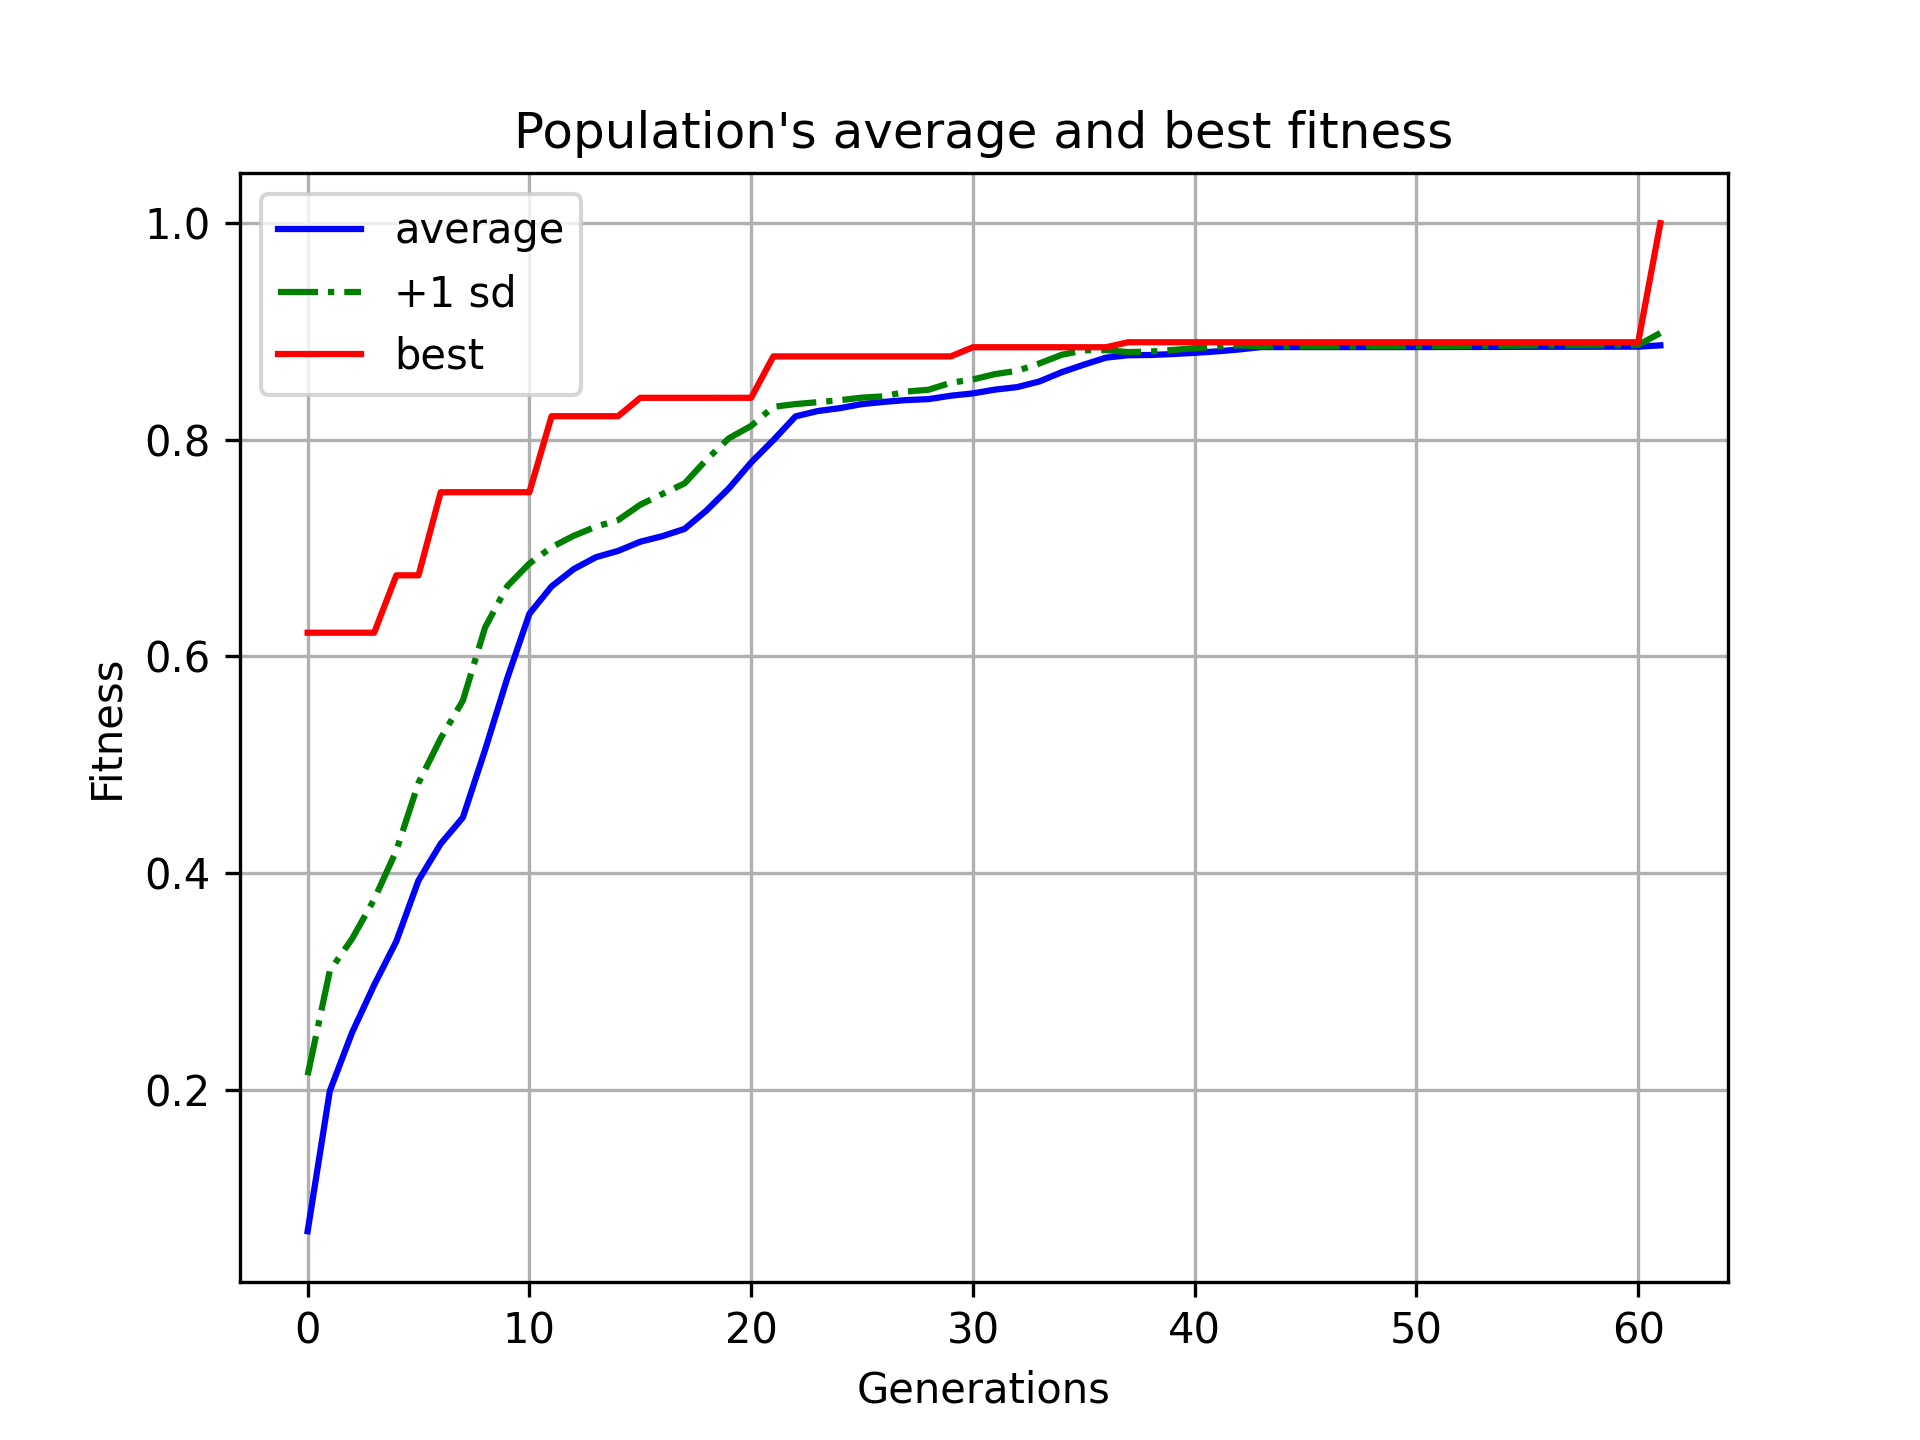 Population's average and best fitness
average
+1 sd
best
1.0
0.8
0.6
0.4
0.2
Fitness
0 10 20 30 40 50 60
Generations